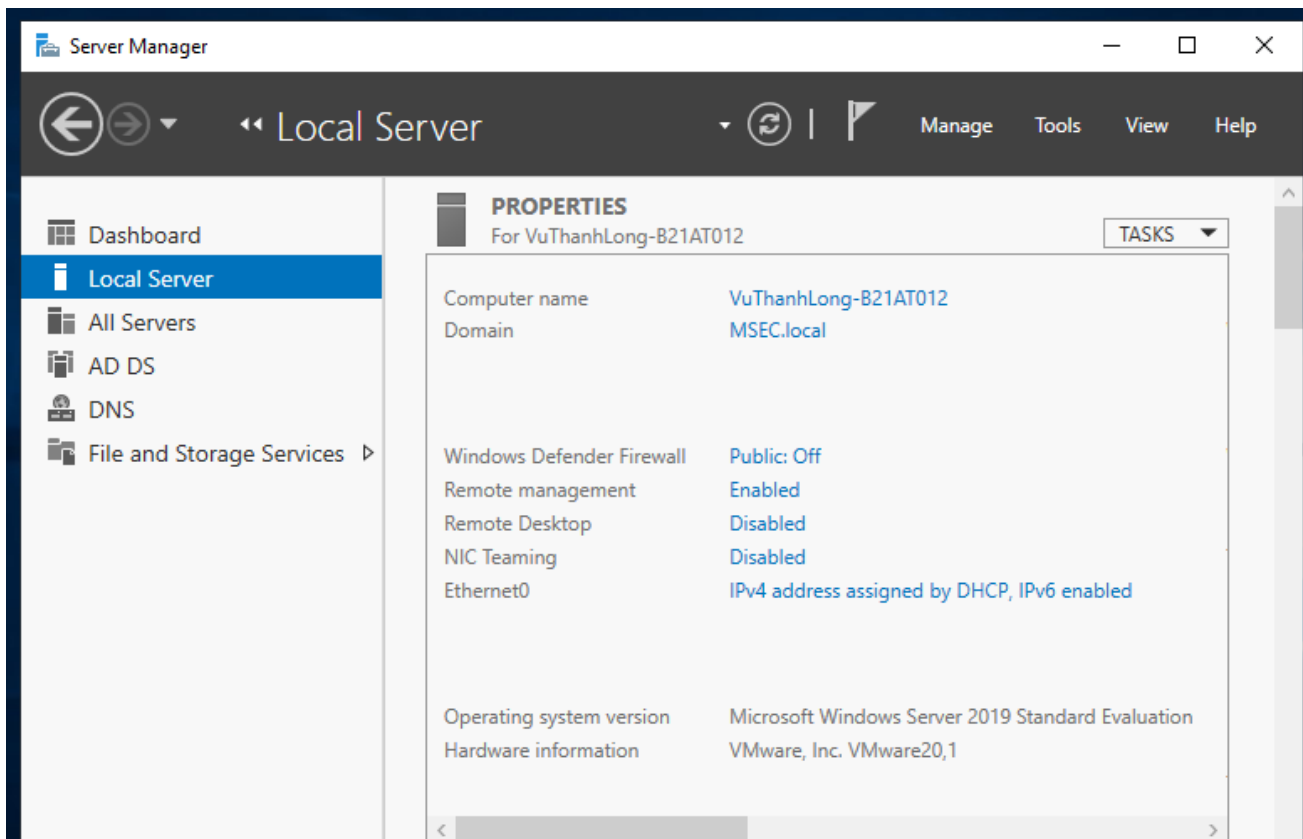 Server Manager
Local Server
Manage Tools View Help
Dashboard
Local Server
All Servers
AD DS
DNS
File and Storage Services
PROPERTIES
For VuThanhLong-B21AT012
TASKS
Computer name VuThanhLong-B21AT012
Domain MSEC.local
Windows Defender Firewall Public: Off
Remote management Enabled
Remote Desktop Disabled
NIC Teaming Disabled
Ethernet0 IPv4 address assigned by DHCP, IPv6 enabled
Operating system version Microsoft Windows Server 2019 Standard Evaluation
Hardware information VMware, Inc. VMware20,1